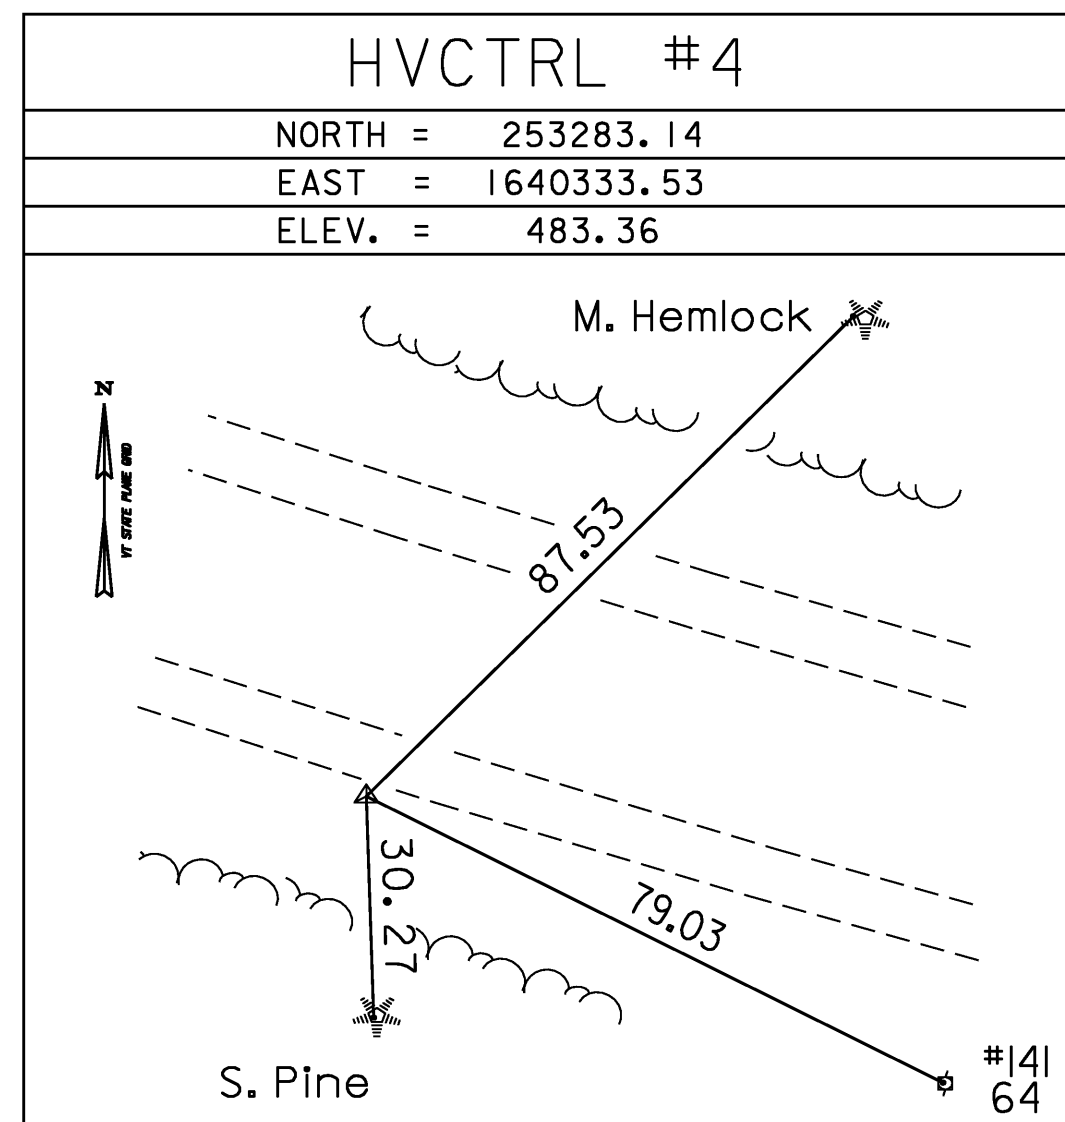 HVCTRL #4
NORTH = 253283.14
EAST = 1640333.53
ELEV. = 483.36
M. Hemlock
N
VT STATE PLANE GRID
87.53
30.27
79.03
S. Pine
#141
64